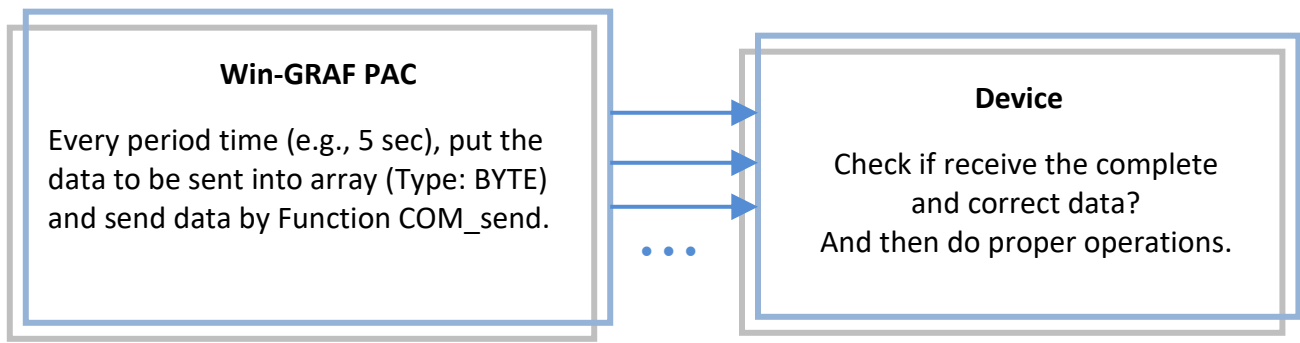 Win-GRAF PAC
Every period time (e.g., 5 sec), put the
data to be sent into array (Type: BYTE)
and send data by Function COM_send.
Device
Check if receive the complete
and correct data?
And then do proper operations.